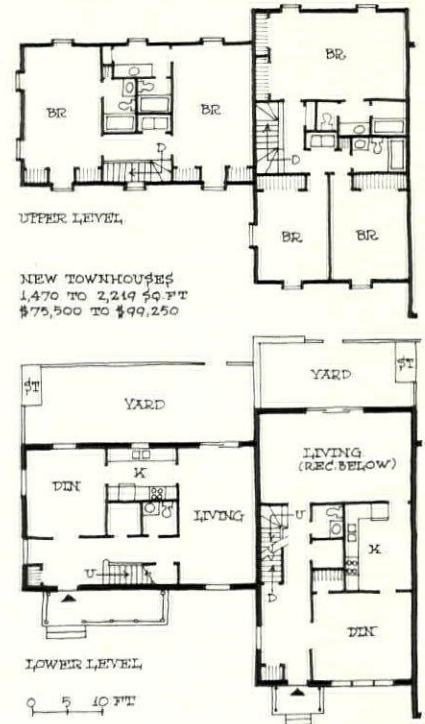 BR
BR
BR
D
D
BR
BR
UPPER LEVEL
NEW TOWNHOUSES
1,470 TO 2,219 SQ FT
$75,500 TO $99,250
ST
YARD
YARD
ST
DIN
K
LIVING
U
LIVING
(REC. BELOW)
U
D
K
DIN
LOWER LEVEL
0 5 10 FT